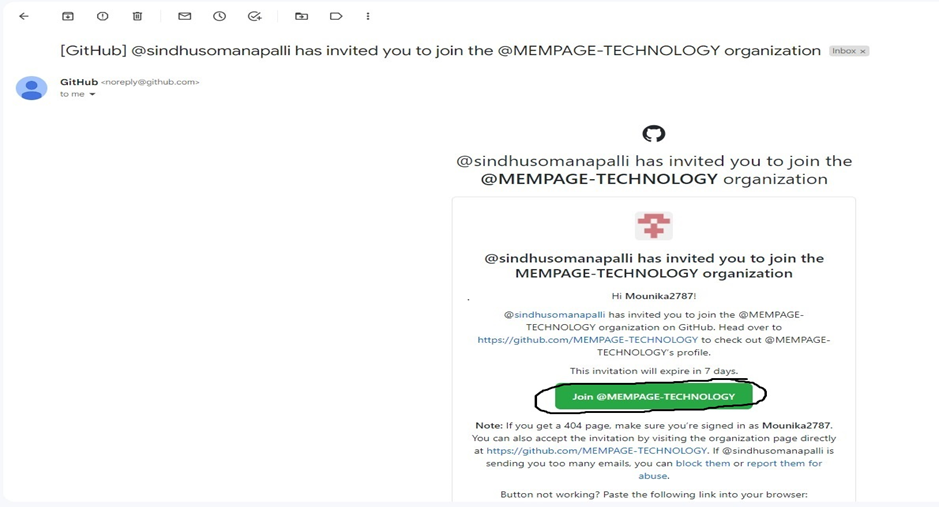 [GitHub] @sindhusomanapalli has invited you to join the @MEMPAGE-TECHNOLOGY organization Inbox ×
GitHub <noreply@github.com>
to me
@sindhusomanapalli has invited you to join the
@MEMPAGE-TECHNOLOGY organization
@sindhusomanapalli has invited you to join the
MEMPAGE-TECHNOLOGY organization
Hi Mounika2787!
@sindhusomanapalli has invited you to join the @MEMPAGE-
TECHNOLOGY organization on GitHub. Head over to
https://github.com/MEMPAGE-TECHNOLOGY to check out @MEMPAGE-
TECHNOLOGY's profile.
This invitation will expire in 7 days.
Join @MEMPAGE-TECHNOLOGY
Note: If you get a 404 page, make sure you're signed in as Mounika2787.
You can also accept the invitation by visiting the organization page directly
at https://github.com/MEMPAGE-TECHNOLOGY. If @sindhusomanapalli is
sending you too many emails, you can block them or report them for
abuse.
Button not working? Paste the following link into your browser: